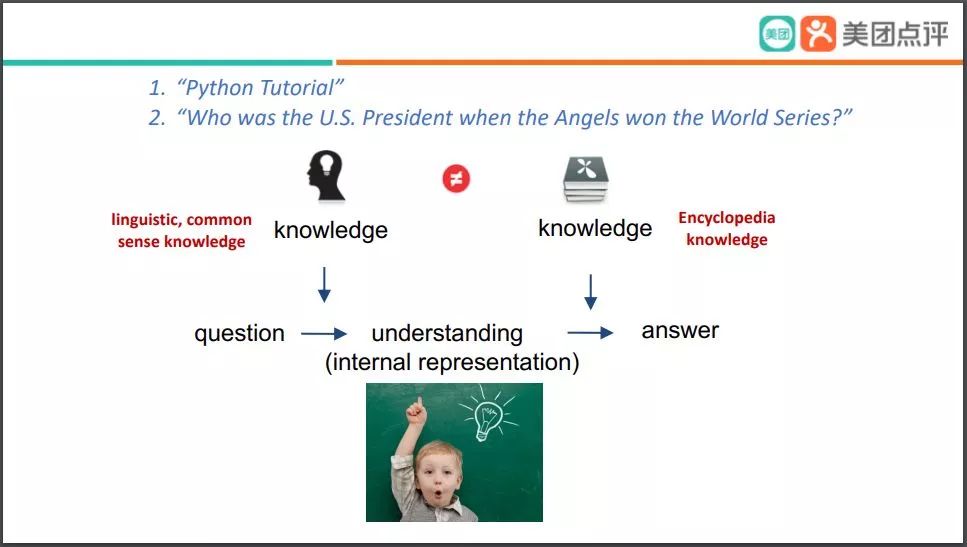 美团 美团点评
1. “Python Tutorial”
2. “Who was the U.S. President when the Angels won the World Series?”
≠
linguistic, common
sense knowledge
knowledge
knowledge
Encyclopedia
knowledge
question
understanding
(internal representation)
answer